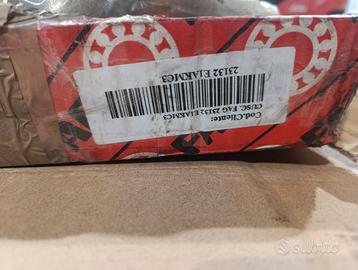 Cod.Cliente:
CUSC. FAG 23132 E1AKMC3
23132 E1AKMC3
subito